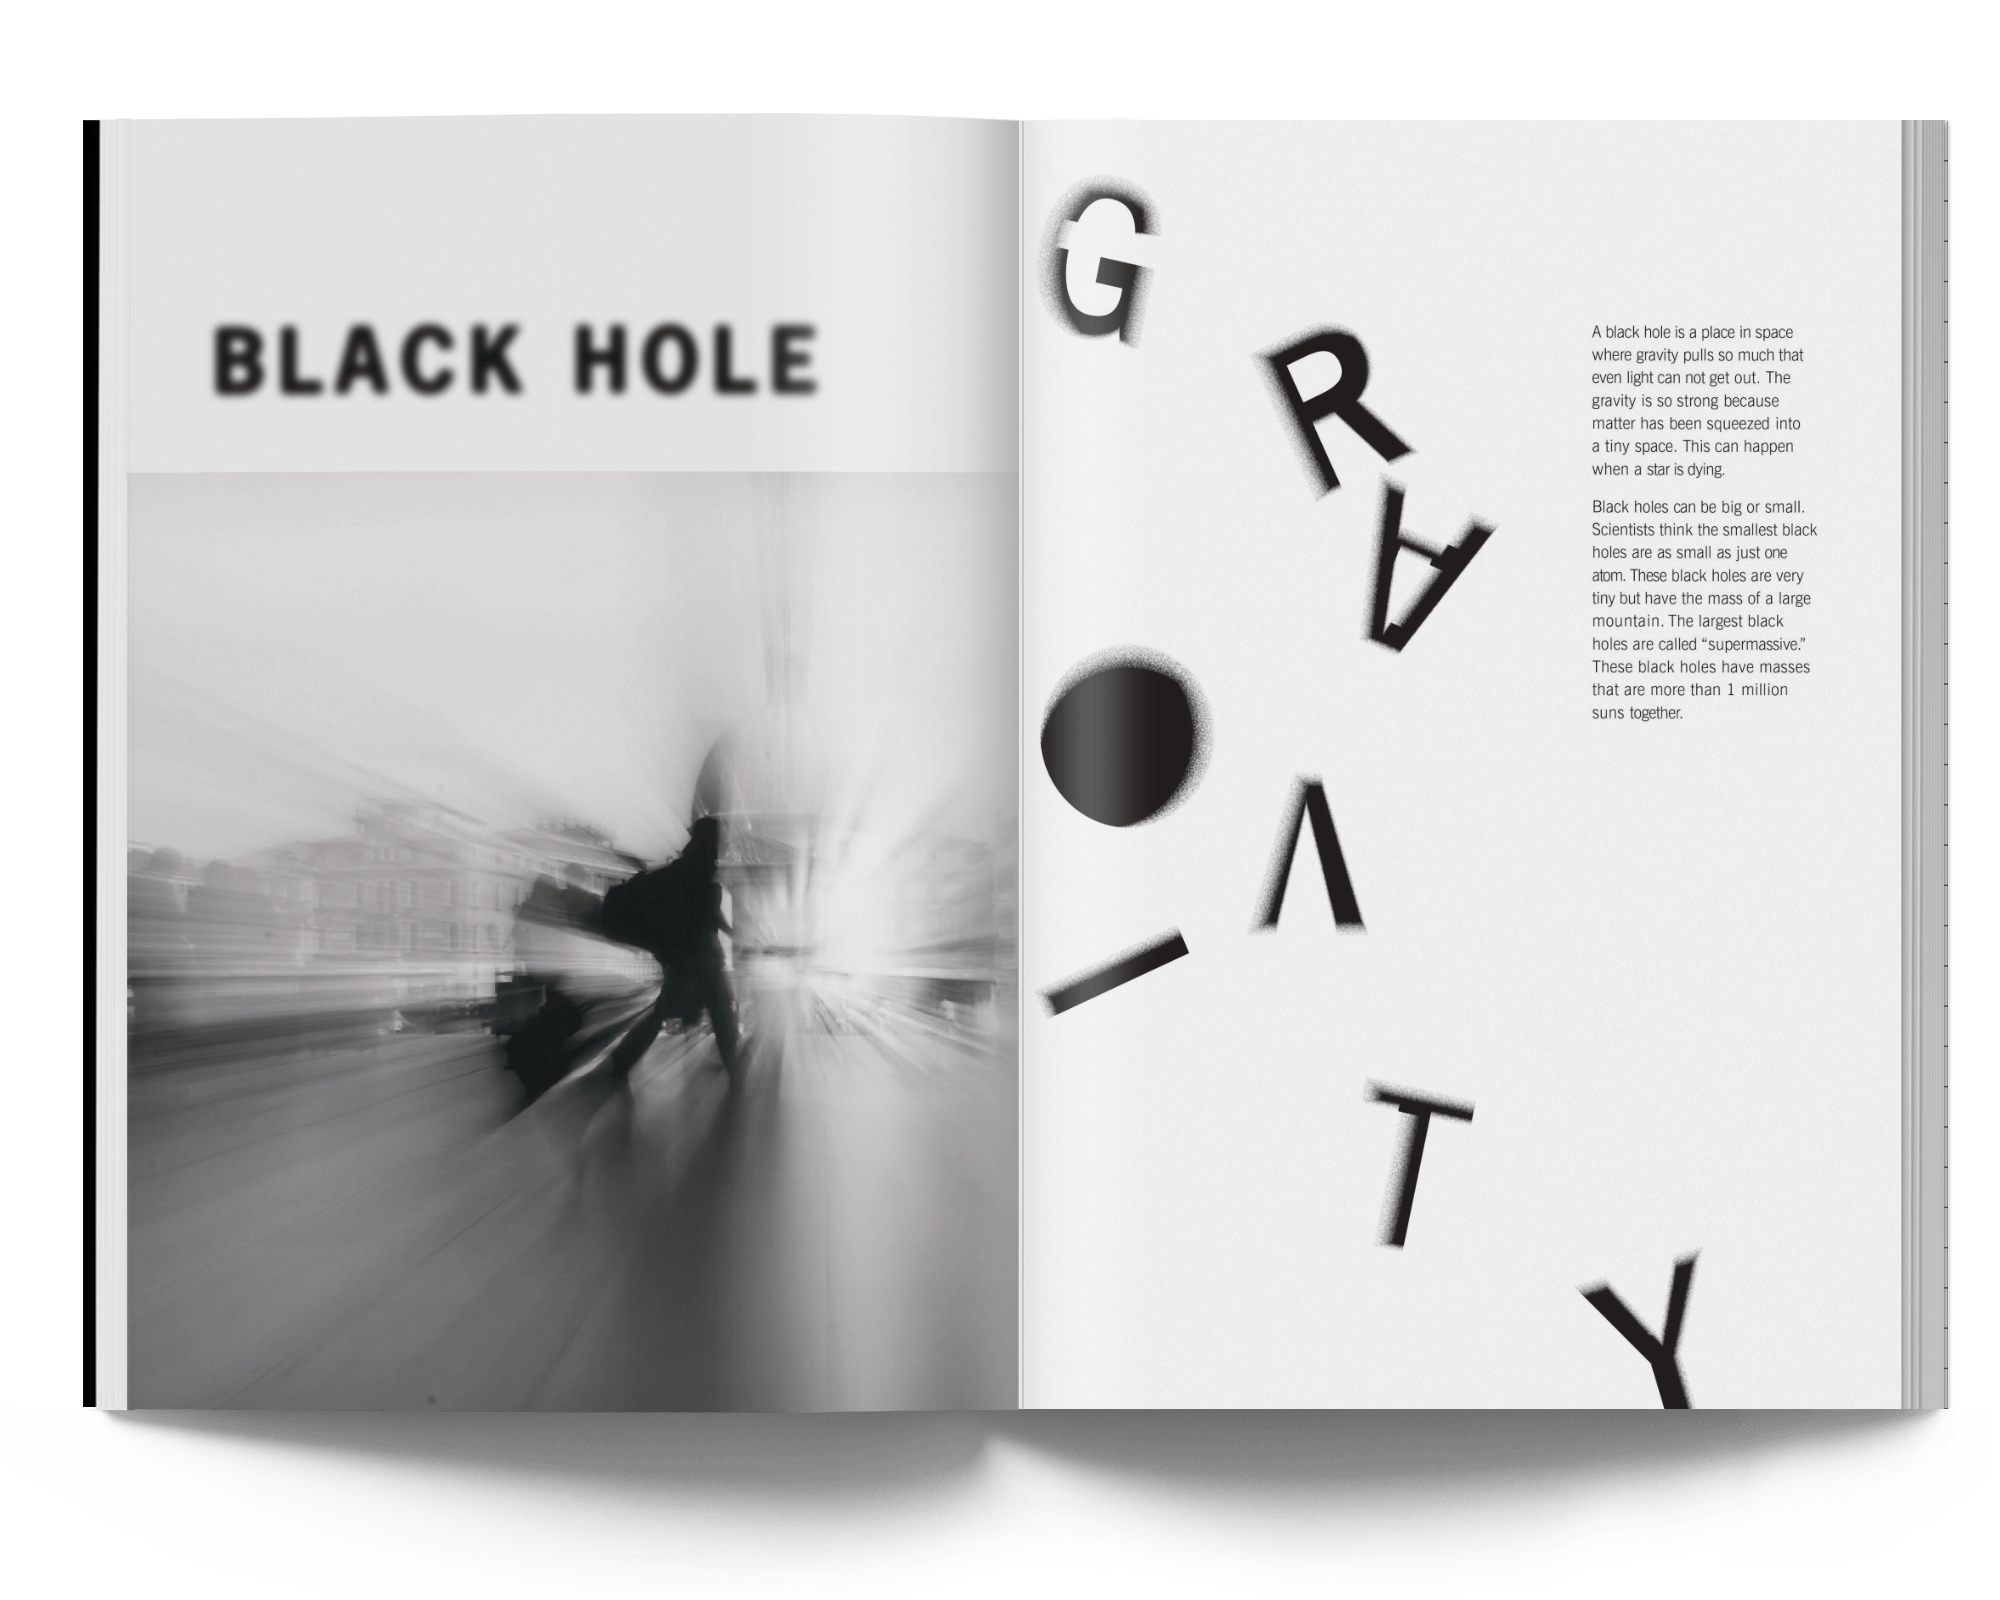 BLACK HOLE
G
R
A
V
I
T
Y
A black hole is a place in space
where gravity pulls so much that
even light can not get out. The
gravity is so strong because
matter has been squeezed into
a tiny space. This can happen
when a star is dying.
Black holes can be big or small.
Scientists think the smallest black
holes are as small as just one
atom. These black holes are very
tiny but have the mass of a large
mountain. The largest black
holes are called “supermassive.”
These black holes have masses
that are more than 1 million
suns together.